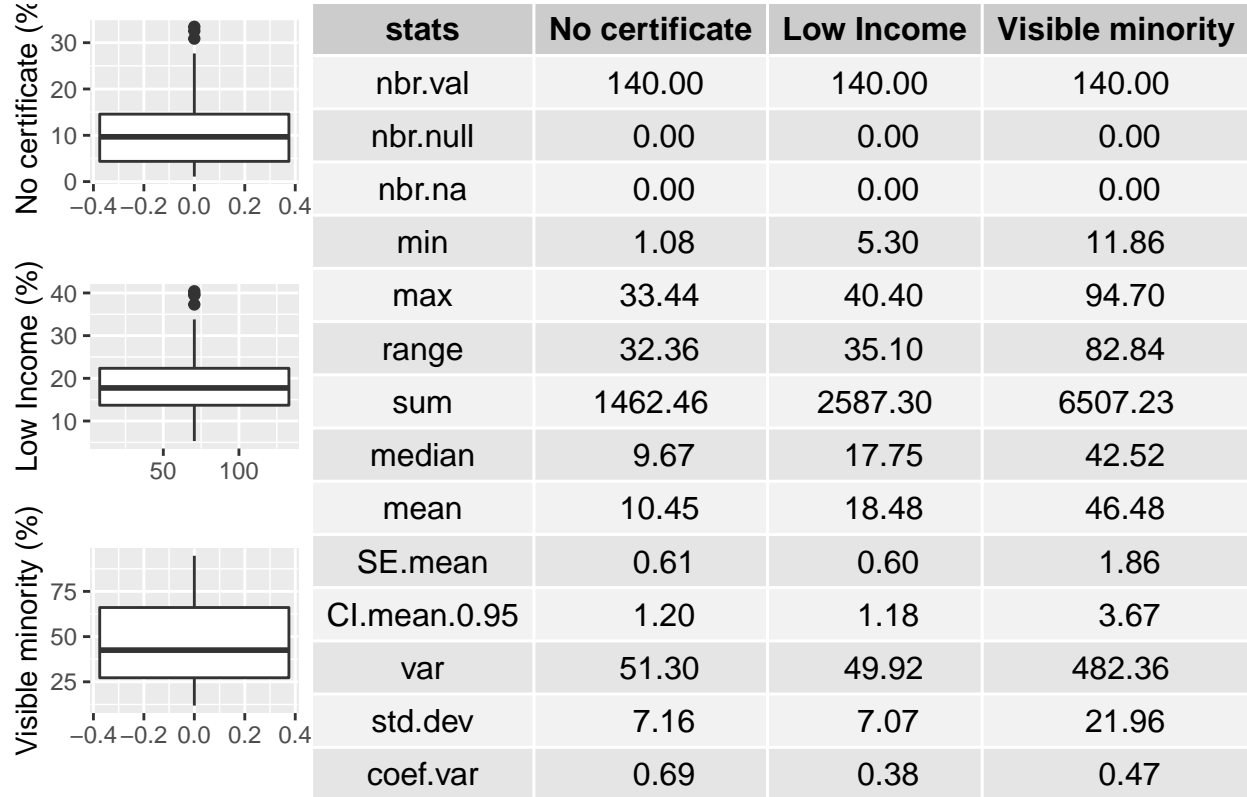 No certificate (%
30
20
10
0
−0.4 −0.2 0.0 0.2 0.4
Low Income (%)
40
30
20
10
50 100
Visible minority (%)
75
50
25
−0.4 −0.2 0.0 0.2 0.4
stats No certificate Low Income Visible minority
nbr.val 140.00 140.00 140.00
nbr.null 0.00 0.00 0.00
nbr.na 0.00 0.00 0.00
min 1.08 5.30 11.86
max 33.44 40.40 94.70
range 32.36 35.10 82.84
sum 1462.46 2587.30 6507.23
median 9.67 17.75 42.52
mean 10.45 18.48 46.48
SE.mean 0.61 0.60 1.86
CI.mean.0.95 1.20 1.18 3.67
var 51.30 49.92 482.36
std.dev 7.16 7.07 21.96
coef.var 0.69 0.38 0.47